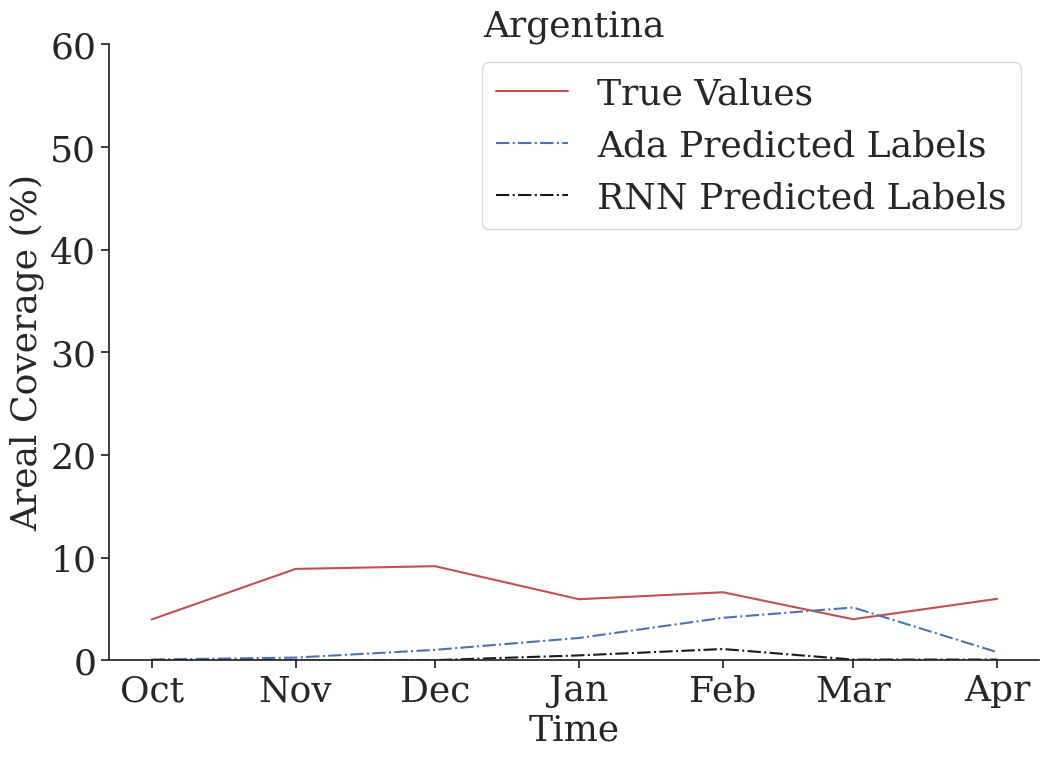 Argentina
True Values
Ada Predicted Labels
RNN Predicted Labels
Areal Coverage (%)
60
50
40
30
20
10
0
Oct Nov Dec Jan Feb Mar Apr
Time